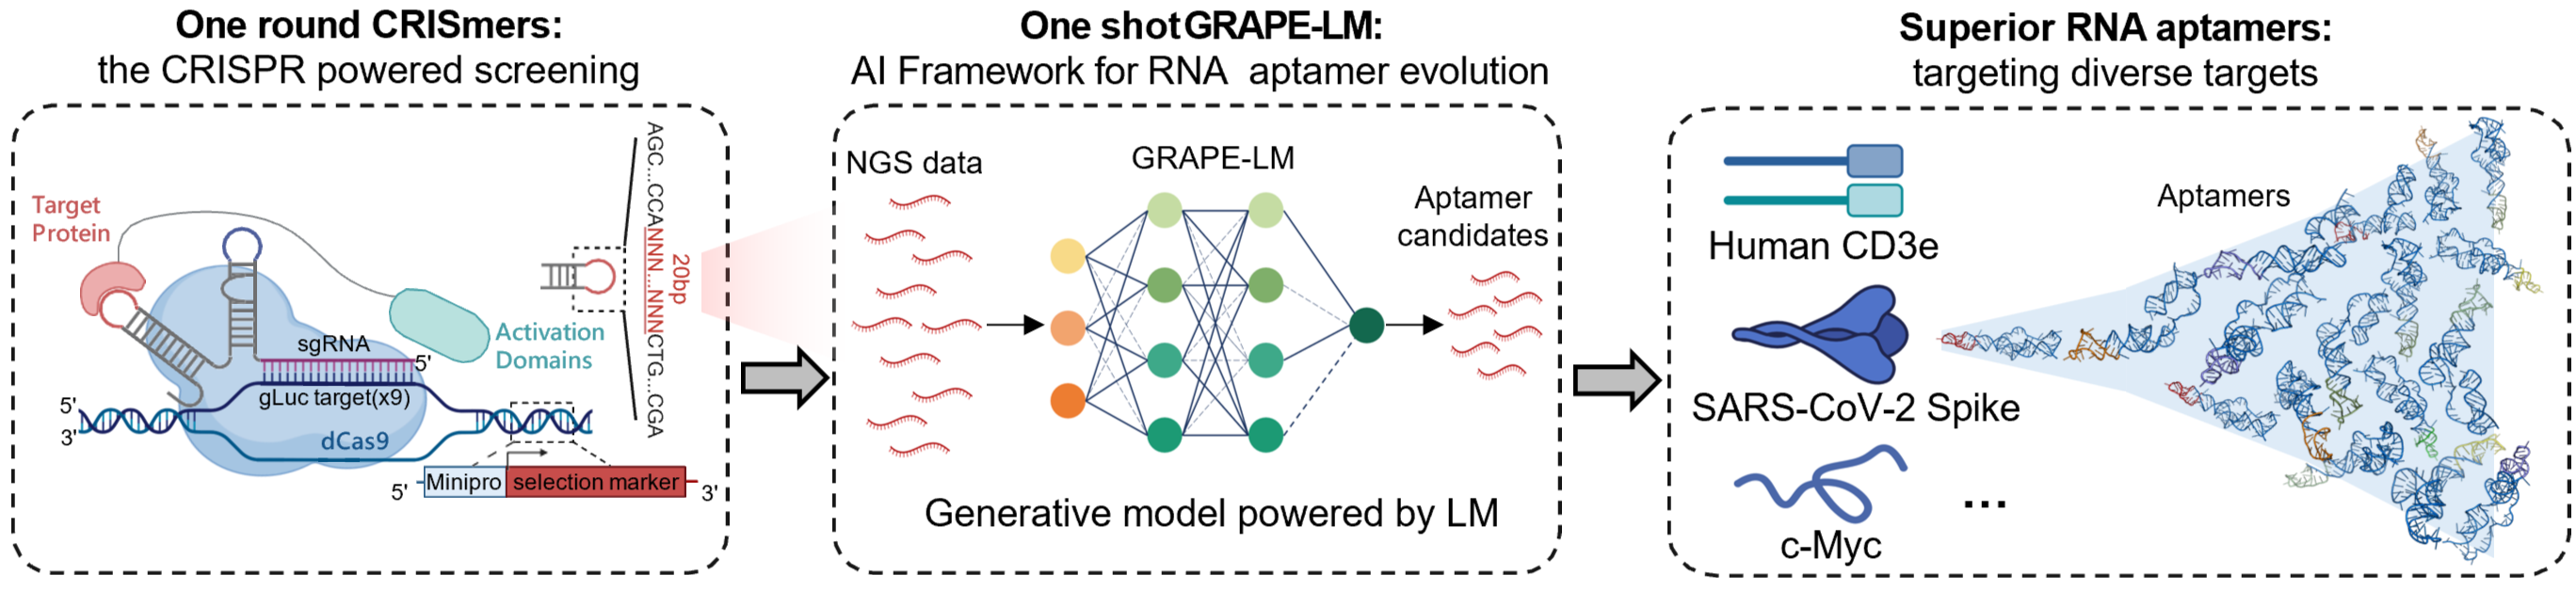 One round CRISmers:
the CRISPR powered screening
Target
Protein
sgRNA
5'
gLuc target(x9)
5'
3'
dCas9
Activation
Domains
AGC...CCANNN...NNNCTG...CGA
20bp
5'
Minipro
selection marker
3'
One shotGRAPE-LM:
AI Framework for RNA aptamer evolution
NGS data
GRAPE-LM
Aptamer
candidates
Generative model powered by LM
Superior RNA aptamers:
targeting diverse targets
Human CD3e
SARS-CoV-2 Spike
c-Myc
...
Aptamers